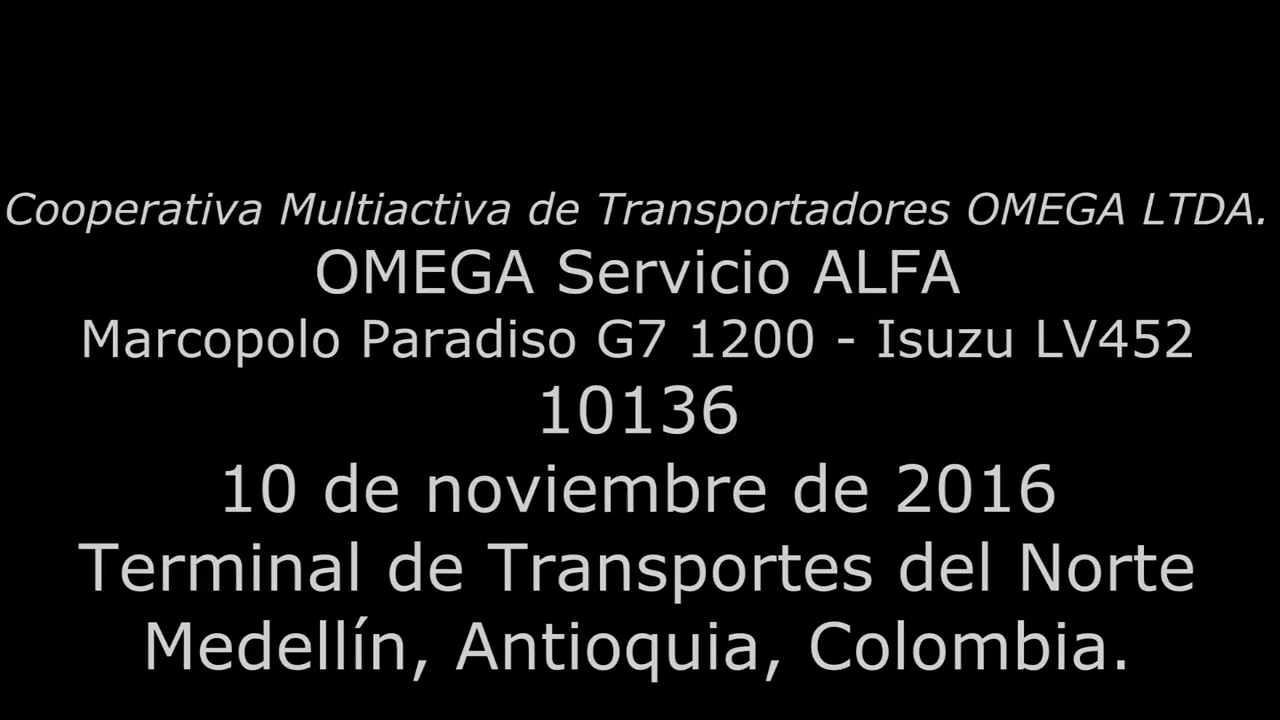 Cooperativa Multiactiva de Transportadores OMEGA LTDA.
OMEGA Servicio ALFA
Marcopolo Paradiso G7 1200 - Isuzu LV452
10136
10 de noviembre de 2016
Terminal de Transportes del Norte
Medellín, Antioquia, Colombia.